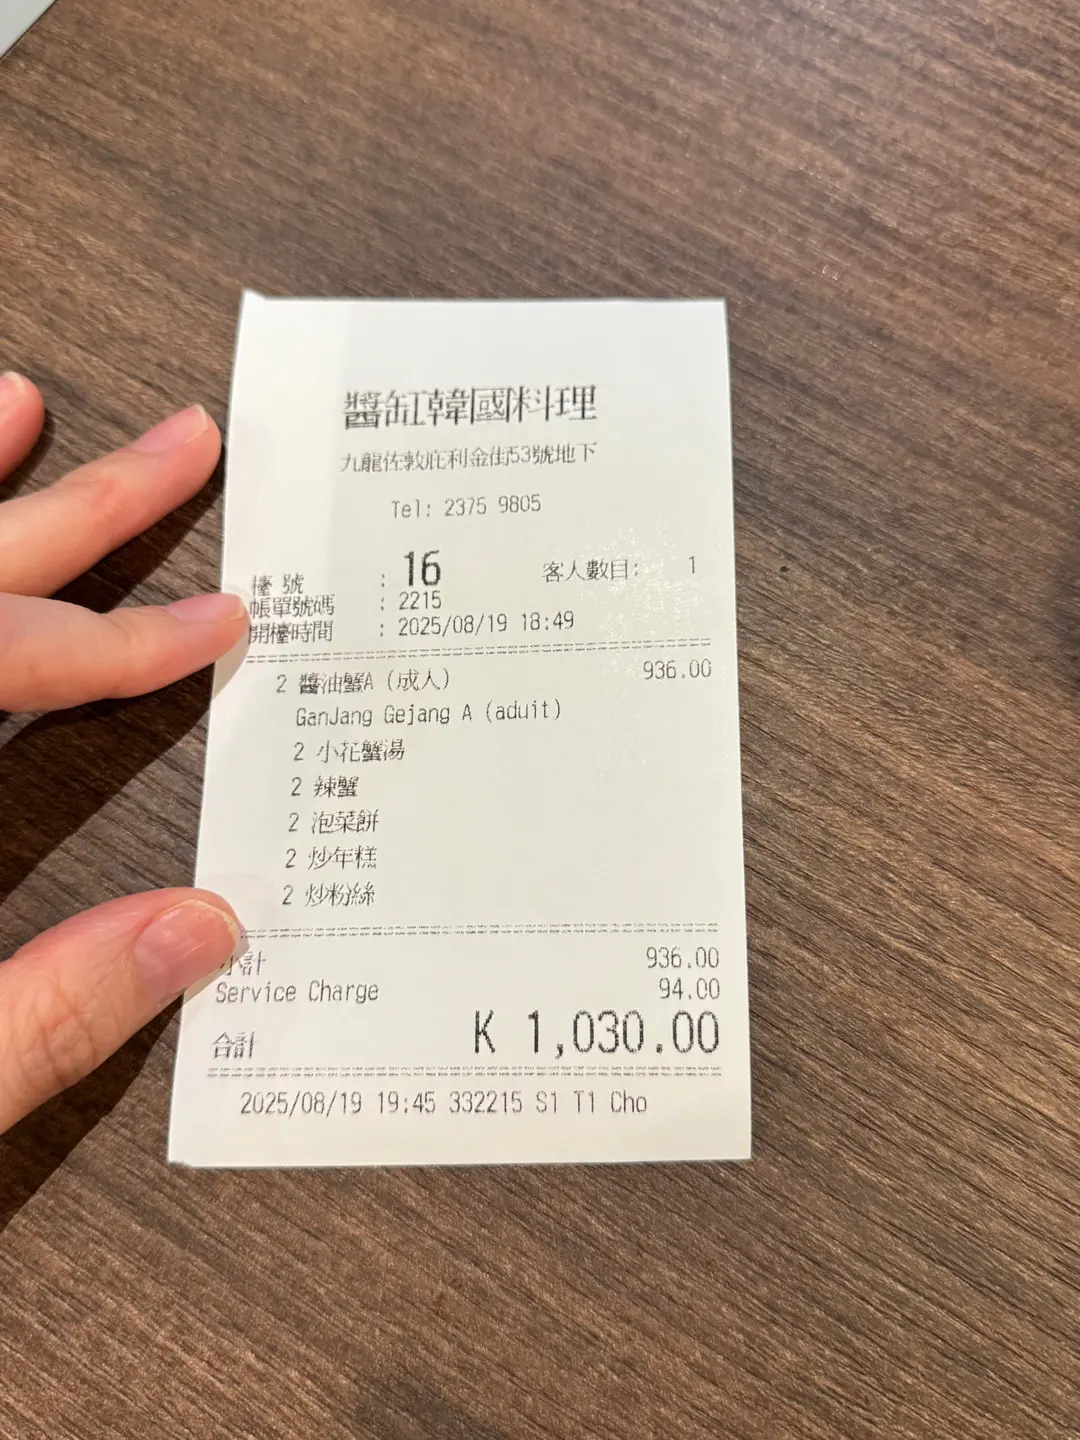 醬缸韓國料理
九龍佐敦庇利金街53號地下
Tel: 2375 9805
檯號 : 16 客人數目: 1
帳單號碼 : 2215
開檯時間 : 2025/08/19 18:49
2 醬油蟹A (成人) 936.00
GanJang Gejang A (aduit)
2 小花蟹湯
2 辣蟹
2 泡菜餅
2 炒年糕
2 炒粉絲
小計 936.00
Service Charge 94.00
合計 K 1,030.00
2025/08/19 19:45 332215 S1 T1 Cho